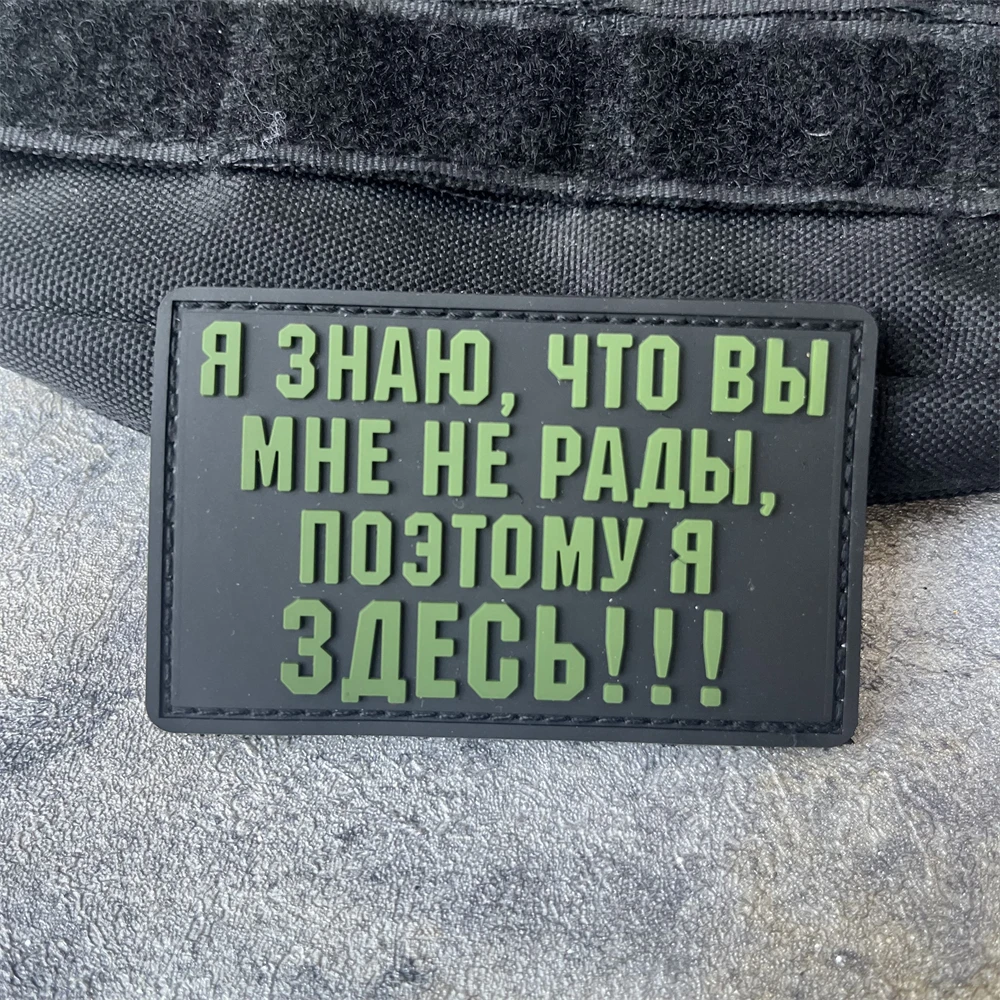 Я ЗНАЮ, ЧТО ВЫ
МНЕ НЕ РАДЫ,
ПОЭТОМУ Я
ЗДЕСЬ!!!